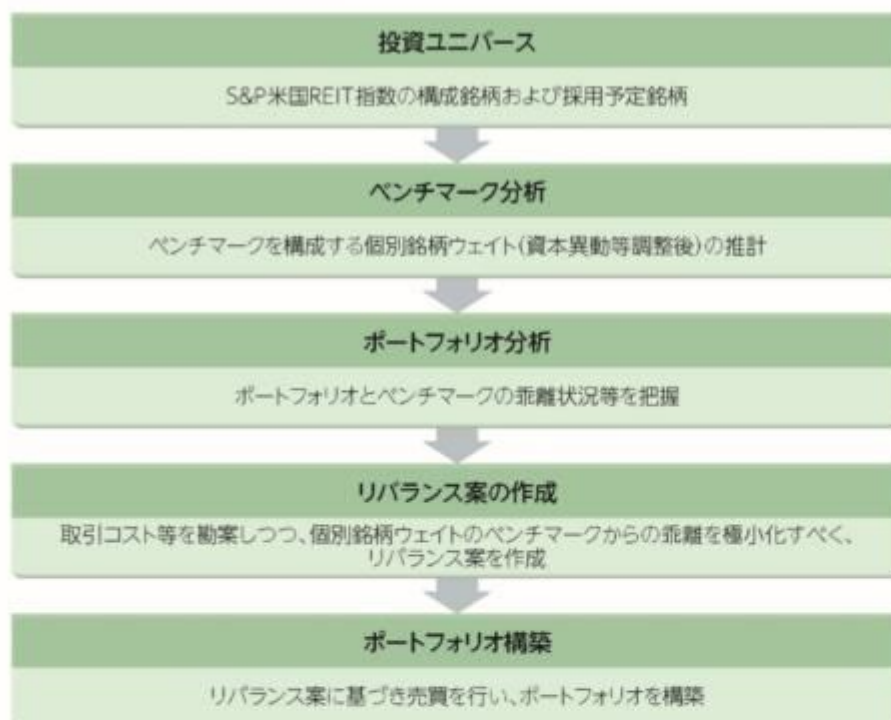 投資ユニバース
S&P米国REIT指数の構成銘柄および採用予定銘柄
ベンチマーク分析
ベンチマークを構成する個別銘柄ウェイト(資本異動等調整後)の推計
ポートフォリオ分析
ポートフォリオとベンチマークの乖離状況等を把握
リバランス案の作成
取引コスト等を勘案しつつ、個別銘柄ウェイトのベンチマークからの乖離を極小化すべく、
リバランス案を作成
ポートフォリオ構築
リバランス案に基づき売買を行い、ポートフォリオを構築